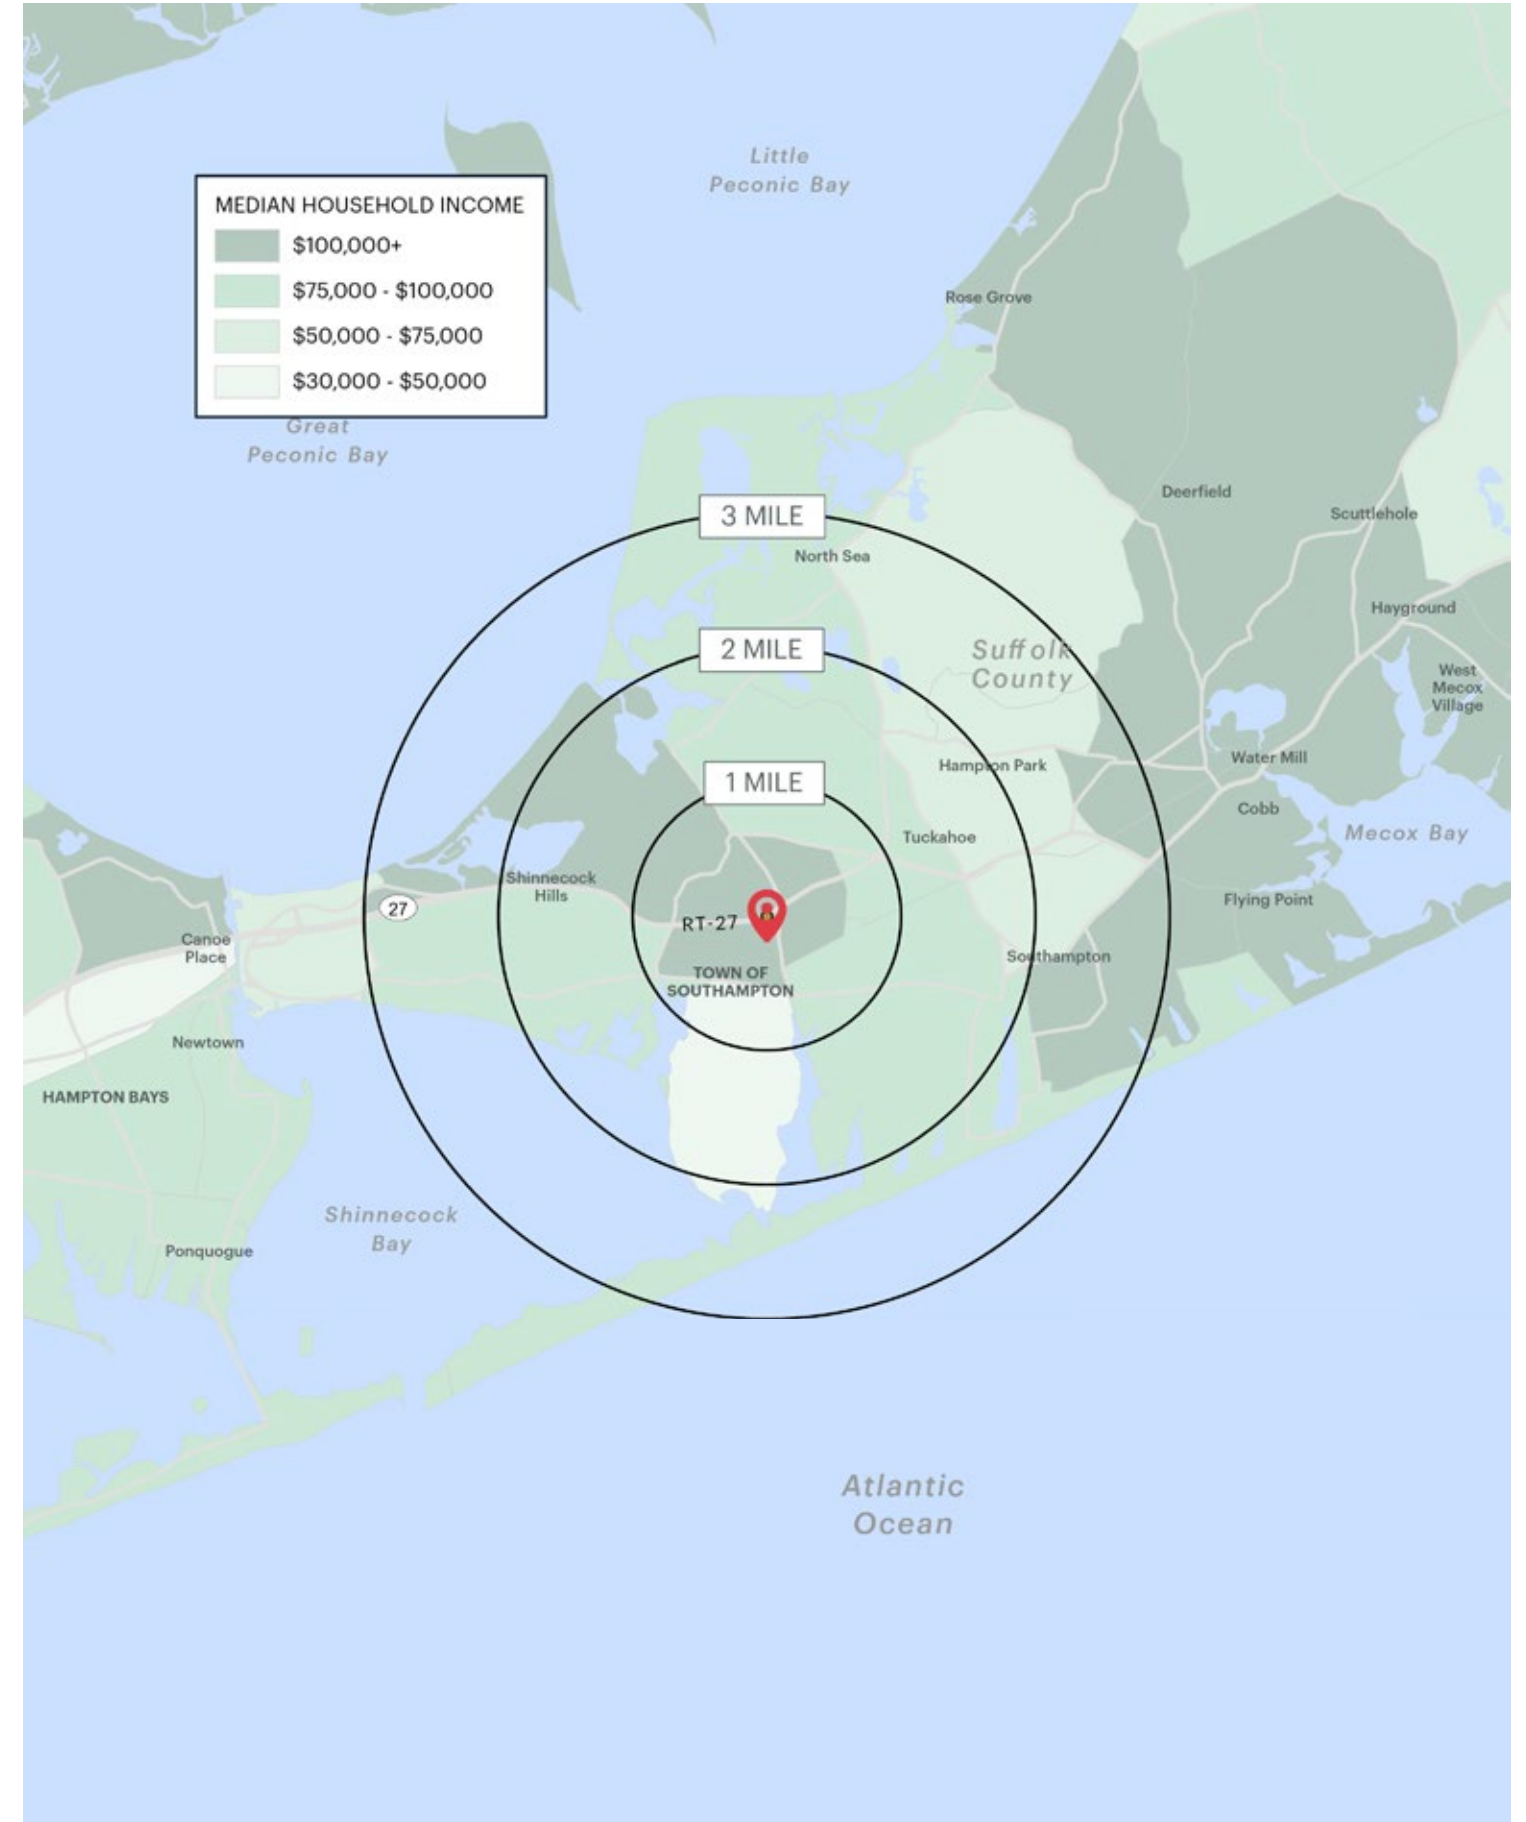 Little
Peconic Bay
MEDIAN HOUSEHOLD INCOME
$100,000+
$75,000 - $100,000
$50,000 - $75,000
$30,000 - $50,000
Great
Peconic Bay
Rose Grove
Deerfield
Scuttlehole
3 MILE
North Sea
Hayground
2 MILE
Suffolk
County
West
Mecox
Village
Water Mill
Hampton Park
1 MILE
Cobb
Mecox Bay
Tuckahoe
Shinnecock
Hills
Flying Point
27
RT-27
Canoe
Place
Southampton
TOWN OF
SOUTHAMPTON
Newtown
HAMPTON BAYS
Shinnecock
Bay
Ponquogue
Atlantic
Ocean